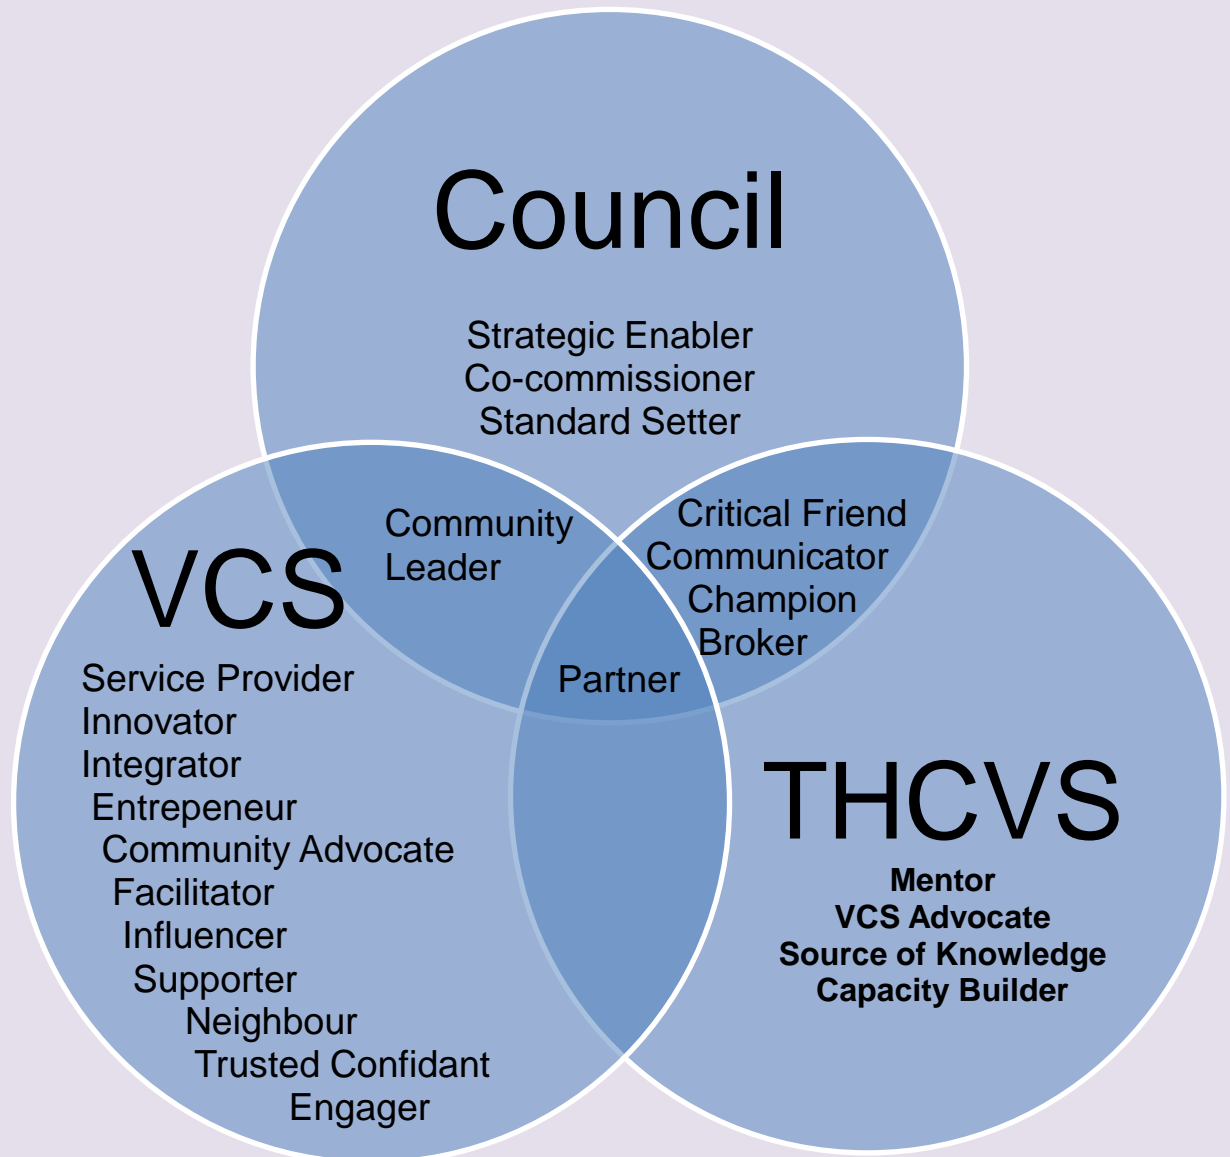 Council
Strategic Enabler
Co-commissioner
Standard Setter
Community
Leader
Critical Friend
Communicator
Champion
Broker
Partner
VCS
Service Provider
Innovator
Integrator
Entrepeneur
Community Advocate
Facilitator
Influencer
Supporter
Neighbour
Trusted Confidant
Engager
THCVS
Mentor
VCS Advocate
Source of Knowledge
Capacity Builder